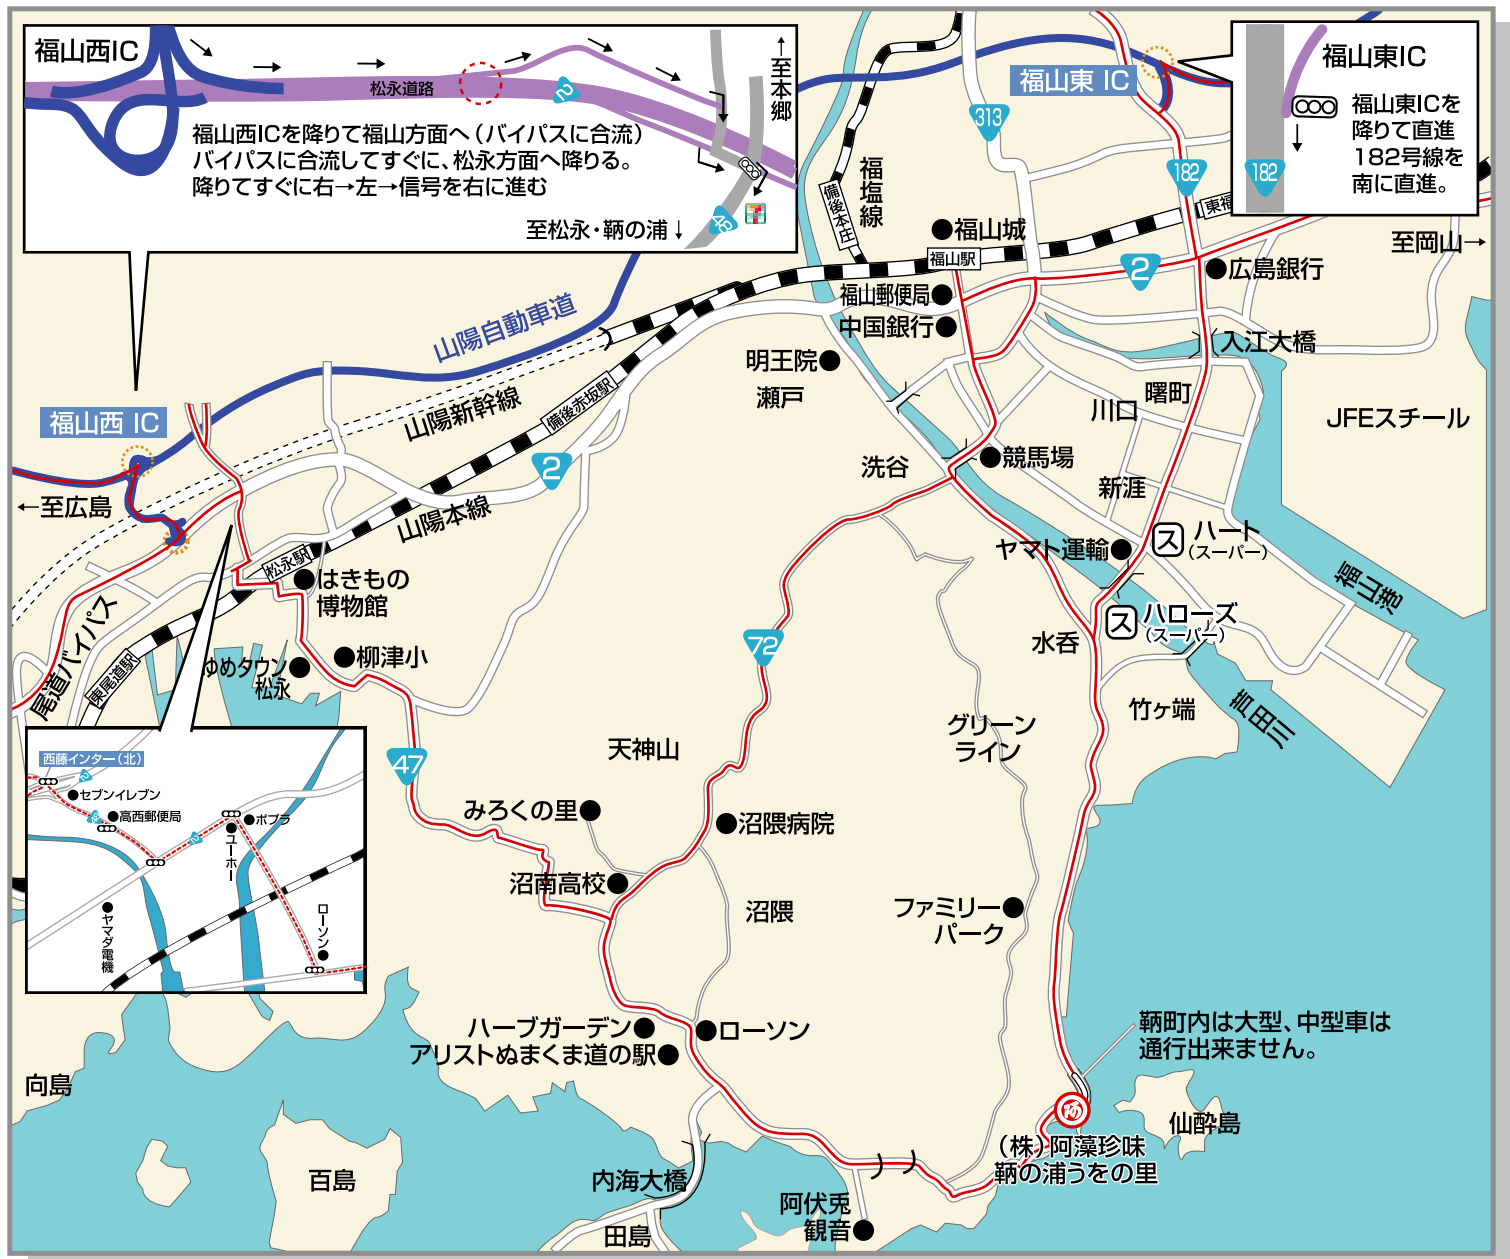 福山西IC
松永道路
2
福山西ICを降りて福山方面へ（バイパスに合流）
バイパスに合流してすぐに、松永方面へ降りる。
降りてすぐに右→左→信号を右に進む
至松永・鞆の浦↓
48
←至本郷
福山東 IC
福山東IC
福山東ICを
降りて直進
182号線を
南に直進。
182
182
313
福塩線
備後本庄
東福
至岡山→
福山城
福山駅
2
広島銀行
福山郵便局
中国銀行
入江大橋
明王院
瀬戸
曙町
川口
JFEスチール
山陽自動車道
山陽新幹線
備後赤坂駅
2
山陽本線
福山西 IC
←至広島
洗谷
競馬場
新涯
ハート
（スーパー）
ス
ヤマト運輸
ハローズ
（スーパー）
ス
福山港
水呑
芦田川
竹ヶ端
松永駅
はきもの
博物館
柳津小
ゆめタウン
松永
尾道バイパス
東尾道駅
72
天神山
グリーン
ライン
47
みろくの里
沼隈病院
沼南高校
沼隈
ファミリー
パーク
西藤インター（北）
2
セブンイレブン
48
高西郵便局
2
ポプラ
ユーホー
ヤマダ電機
ローソン
ハーブガーデン
ローソン
アリストぬまくま道の駅
鞆町内は大型、中型車は
通行出来ません。
向島
仙酔島
（株）阿藻珍味
鞆の浦うをの里
百島
内海大橋
田島
阿伏兎
観音